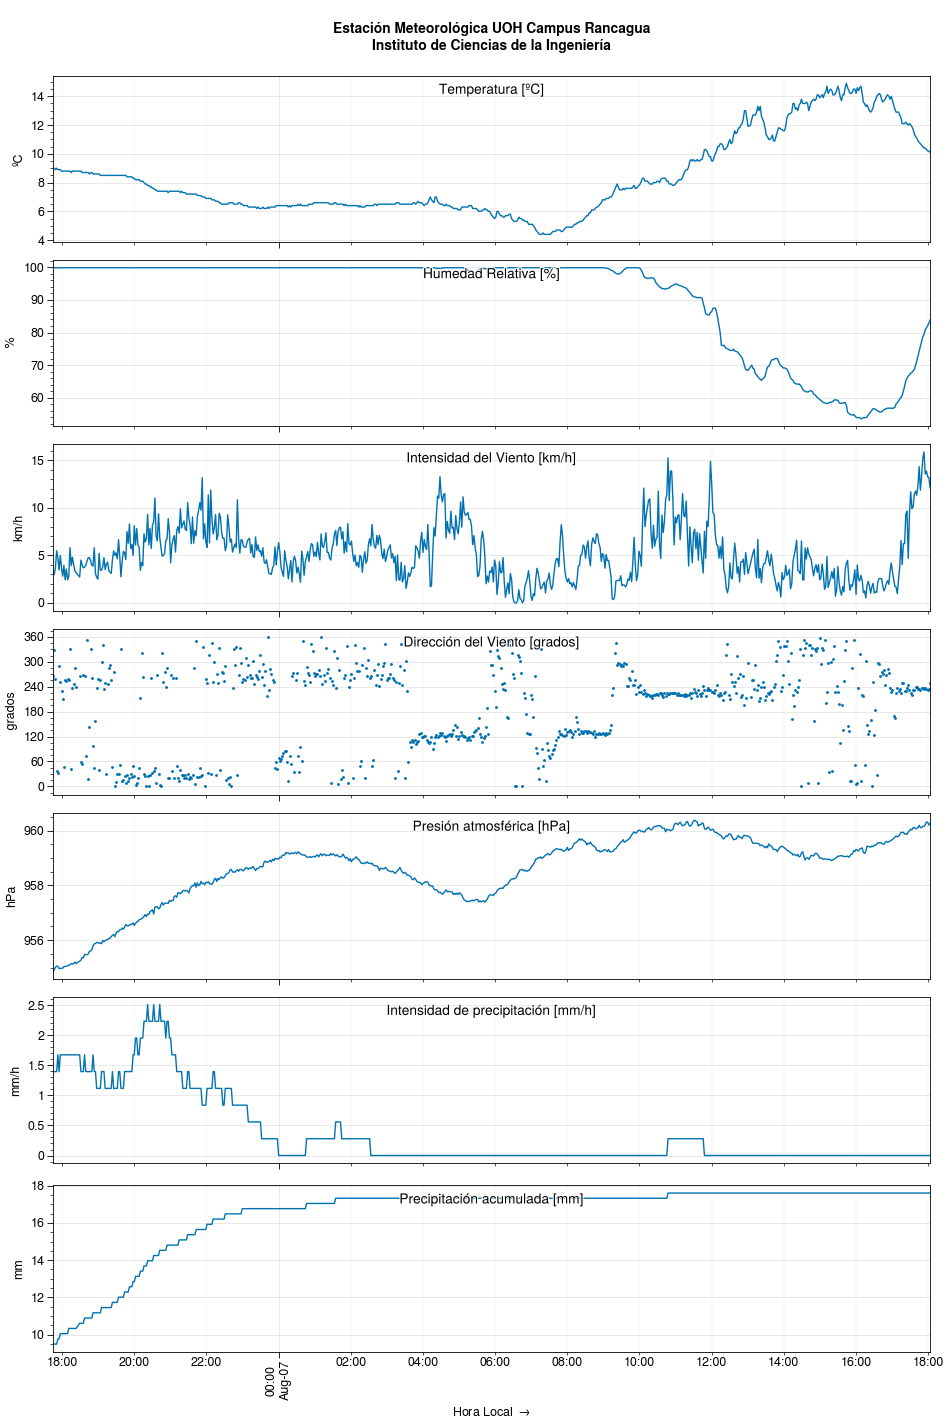 Estación Meteorológica UOH Campus Rancagua
Instituto de Ciencias de la Ingeniería
Temperatura [ºC]
14
12
10
8
6
4
ºC
Humedad Relativa [%]
100
90
80
70
60
%
Intensidad del Viento [km/h]
15
10
5
0
km/h
Dirección del Viento [grados]
360
300
240
180
120
60
0
grados
Presión atmosférica [hPa]
960
958
956
hPa
Intensidad de precipitación [mm/h]
2.5
2
1.5
1
0.5
0
mm/h
Precipitación acumulada [mm]
18
16
14
12
10
mm
18:00 20:00 22:00 00:00 02:00 04:00 06:00 08:00 10:00 12:00 14:00 16:00 18:00
Aug-07
Hora Local →